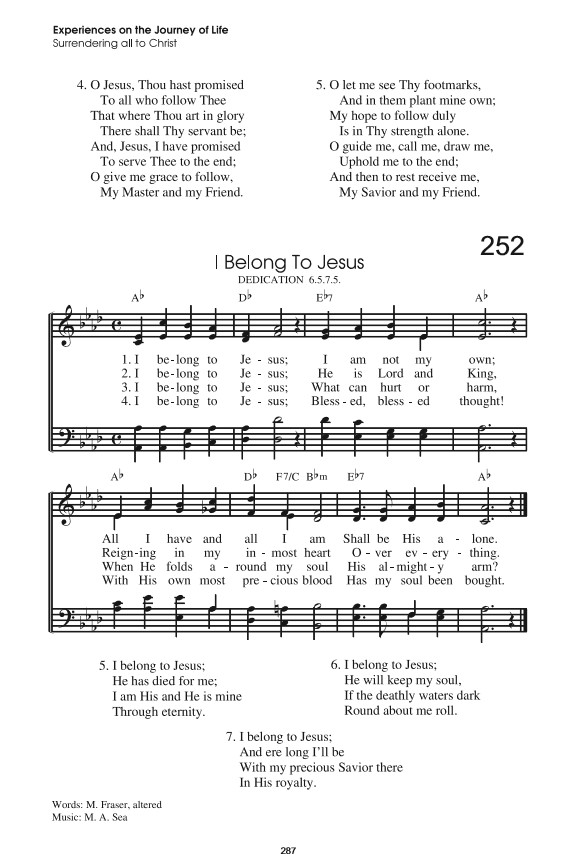 Experiences on the Journey of Life
Surrendering all to Christ
4. O Jesus, Thou hast promised
To all who follow Thee
That where Thou art in glory
There shall Thy servant be;
And, Jesus, I have promised
To serve Thee to the end;
O give me grace to follow,
My Master and my Friend.
5. O let me see Thy footmarks,
And in them plant mine own;
My hope to follow duly
Is in Thy strength alone.
O guide me, call me, draw me,
Uphold me to the end;
And then to rest receive me,
My Savior and my Friend.
252
I Belong To Jesus
DEDICATION 6.5.7.5.
A♭ D♭ E♭7 A♭
1. I be-long to Je - sus; I am not my own;
2. I be-long to Je - sus; He is Lord and King,
3. I be-long to Je - sus; What can hurt or harm,
4. I be-long to Je - sus; Bless - ed, bless - ed thought!
A♭ D♭ F7/C B♭m E♭7 A♭
All I have and all I am Shall be His a - lone.
Reign-ing in my in - most heart O - ver ev - ery - thing.
When He folds a - round my soul His al - might - y arm?
With His own most pre - cious blood Has my soul been bought.
5. I belong to Jesus;
He has died for me;
I am His and He is mine
Through eternity.
6. I belong to Jesus;
He will keep my soul,
If the deathly waters dark
Round about me roll.
7. I belong to Jesus;
And ere long I'll be
With my precious Savior there
In His royalty.
Words: M. Fraser, altered
Music: M. A. Sea
287